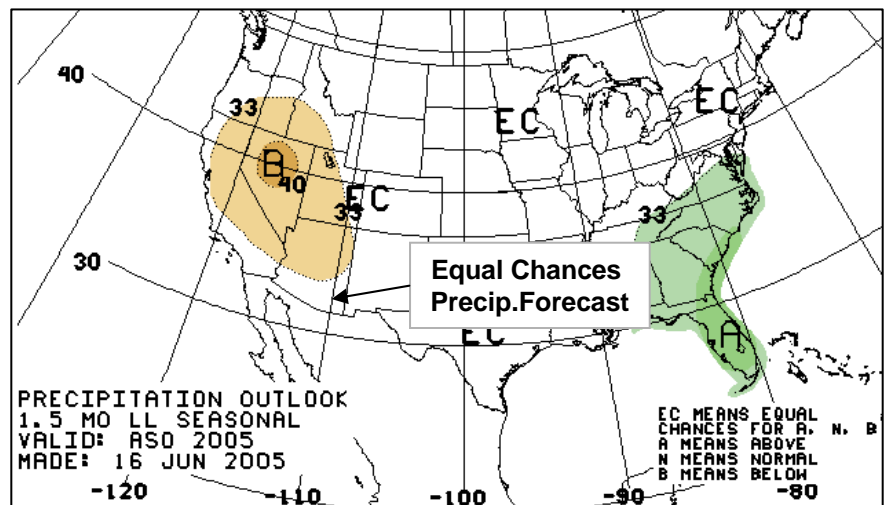 40
33
EC
EC
B
40
EC
33
33
30
Equal Chances
Precip.Forecast
EC
A
PRECIPITATION OUTLOOK
1.5 MO LL SEASONAL
VALID: ASO 2005
MADE: 16 JUN 2005
EC MEANS EQUAL
CHANCES FOR A, N, B
A MEANS ABOVE
N MEANS NORMAL
B MEANS BELOW
-120
-110
-100
-90
-80